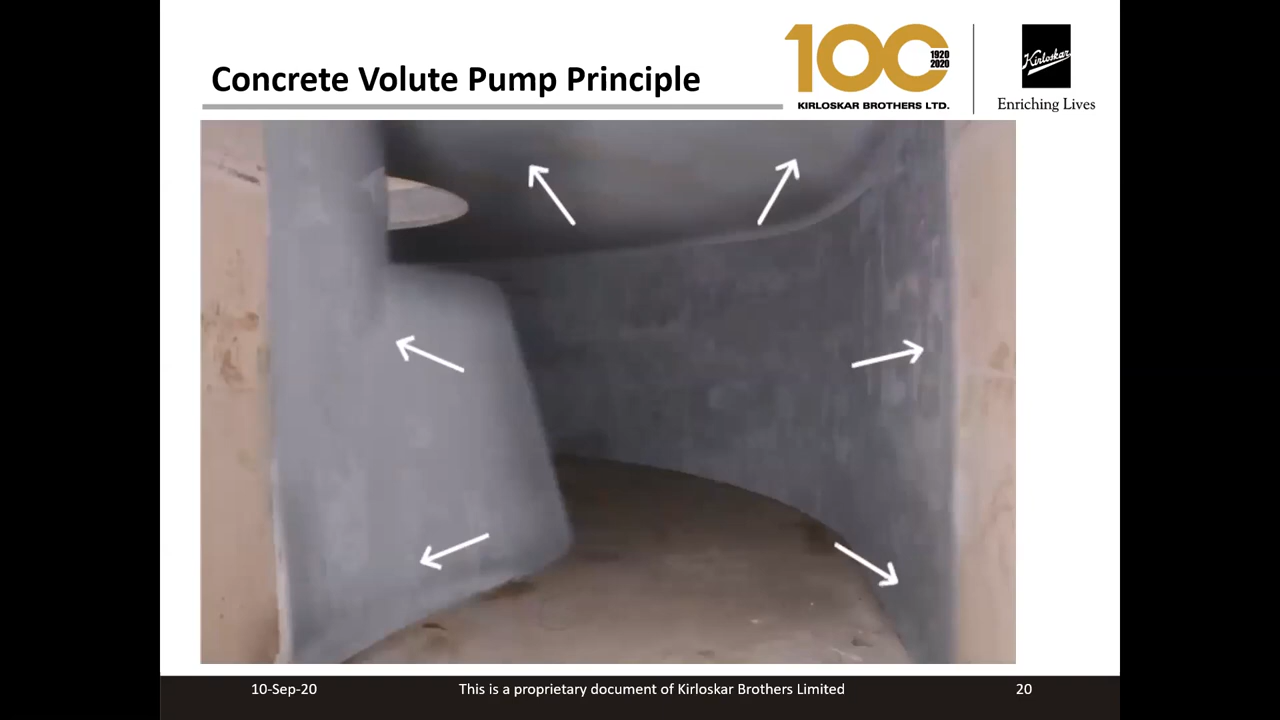 Concrete Volute Pump Principle
100
1920
2020
KIRLOSKAR BROTHERS LTD.
Kirloskar
Enriching Lives
10-Sep-20
This is a proprietary document of Kirloskar Brothers Limited
20